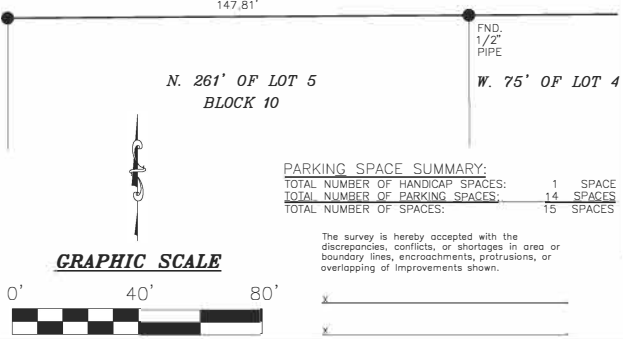 147,81'
FND.
1/2"
PIPE
N. 261' OF LOT 5
BLOCK 10
W. 75' OF LOT 4
PARKING SPACE SUMMARY:
TOTAL NUMBER OF HANDICAP SPACES: 1 SPACE
TOTAL NUMBER OF PARKING SPACES: 14 SPACES
TOTAL NUMBER OF SPACES: 15 SPACES
The survey is hereby accepted with the
discrepancies, conflicts, or shortages in area or
boundary lines, encroachments, protrusions, or
overlapping of Improvements shown.
GRAPHIC SCALE
0' 40' 80'
x
x